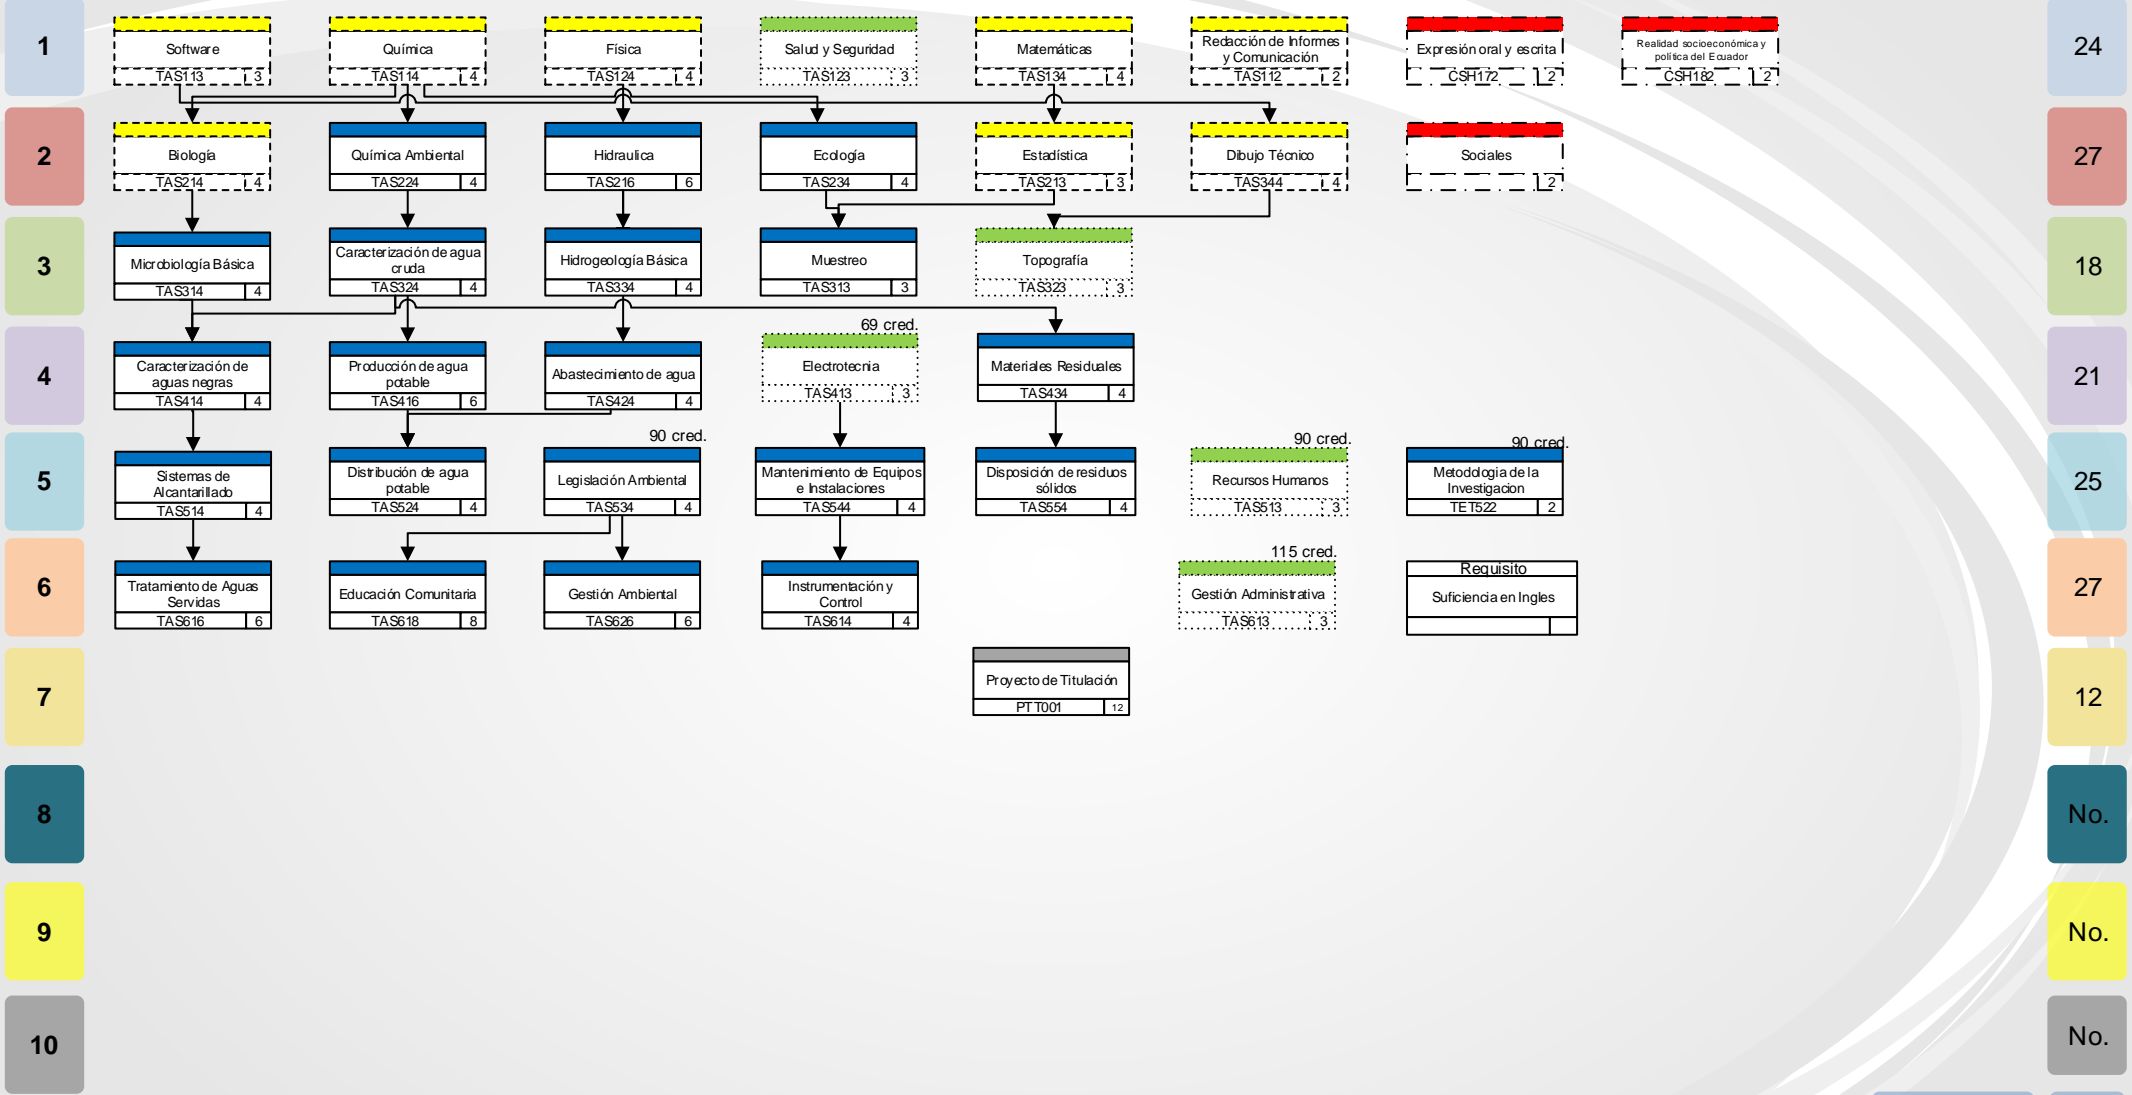 1
Software
TAS113 3
Química
TAS114 4
Física
TAS124 4
Salud y Seguridad
TAS123 3
Matemáticas
TAS134 4
Redacción de Informes
y Comunicación
TAS112 2
Expresión oral y escrita
CSH172 2
Realidad socioeconómica y
política del Ecuador
CSH182 2
24
2
Biología
TAS214 4
Química Ambiental
TAS224 4
Hidraulica
TAS216 6
Ecología
TAS234 4
Estadística
TAS213 3
Dibujo Técnico
TAS344 4
Sociales
2
27
3
Microbiología Básica
TAS314 4
Caracterización de agua
cruda
TAS324 4
Hidrogeología Básica
TAS334 4
Muestreo
TAS313 3
Topografía
TAS323 3
18
4
Caracterización de
aguas negras
TAS414 4
Producción de agua
potable
TAS416 6
Abastecimiento de agua
TAS424 4
69 cred.
Electrotecnia
TAS413 3
Materiales Residuales
TAS434 4
21
5
Sistemas de
Alcantarillado
TAS514 4
Distribución de agua
potable
TAS524 4
90 cred.
Legislación Ambiental
TAS534 4
Mantenimiento de Equipos
e Instalaciones
TAS544 4
Disposición de residuos
sólidos
TAS554 4
90 cred.
Recursos Humanos
TAS513 3
90 cred.
Metodologia de la
Investigacion
TET522 2
25
6
Tratamiento de Aguas
Servidas
TAS616 6
Educación Comunitaria
TAS618 8
Gestión Ambiental
TAS626 6
Instrumentación y
Control
TAS614 4
115 cred.
Gestión Administrativa
TAS613 3
Requisito
Suficiencia en Ingles
27
7
Proyecto de Titulación
PTT001 12
12
8
No.
9
No.
10
No.